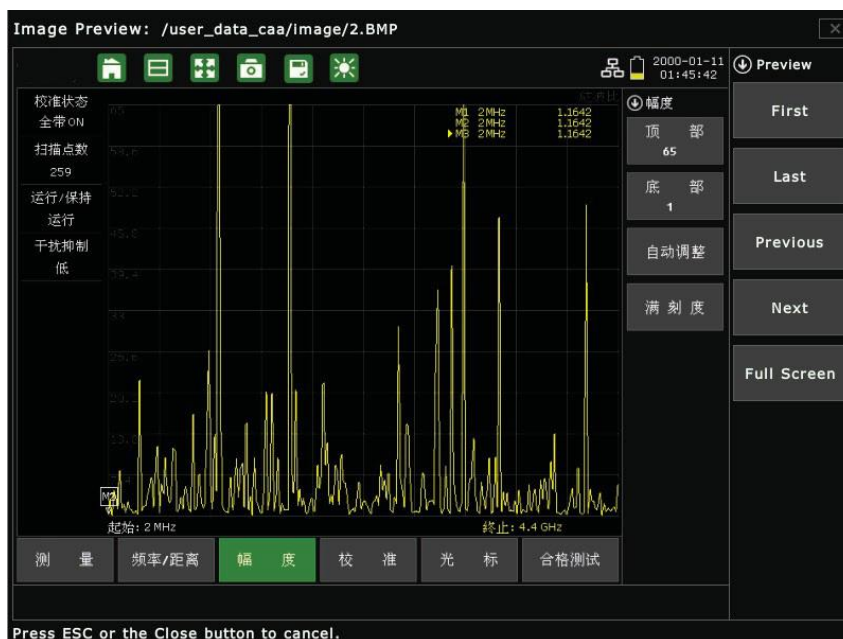 Image Preview: /user_data_caa/image/2.BMP
2000-01-11
01:45:42
校准状态
全带ON
扫描点数
259
运行/保持
运行
干扰抑制
低
65
M1 2MHz 1.1642
M2 2MHz 1.1642
M3 2MHz 1.1642
33
起始: 2 MHz
终止: 4.4 GHz
幅度
顶 部
65
底 部
1
自动调整
满 刻 度
测 量
频率/距离
幅 度
校 准
光 标
合格测试
Preview
First
Last
Previous
Next
Full Screen
Press ESC or the Close button to cancel.